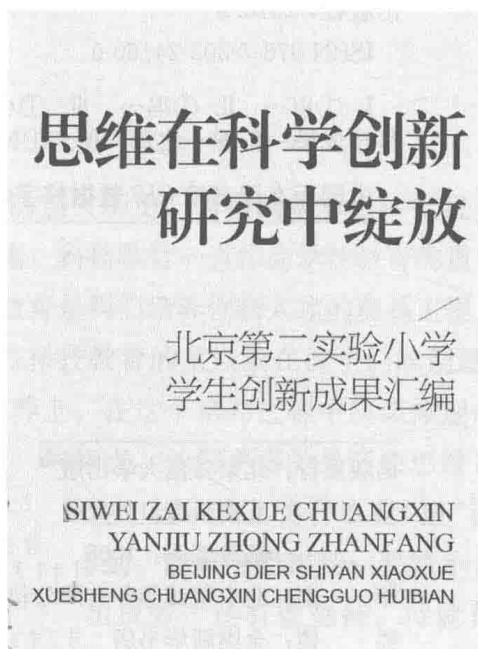 思维在科学创新
研究中绽放
北京第二实验小学
学生创新成果汇编
SIWEI ZAI KEXUE CHUANGXIN
YANJIU ZHONG ZHANFANG
BEIJING DIER SHIYAN XIAOXUE
XUESHENG CHUANGXIN CHENGGUO HUIBIAN